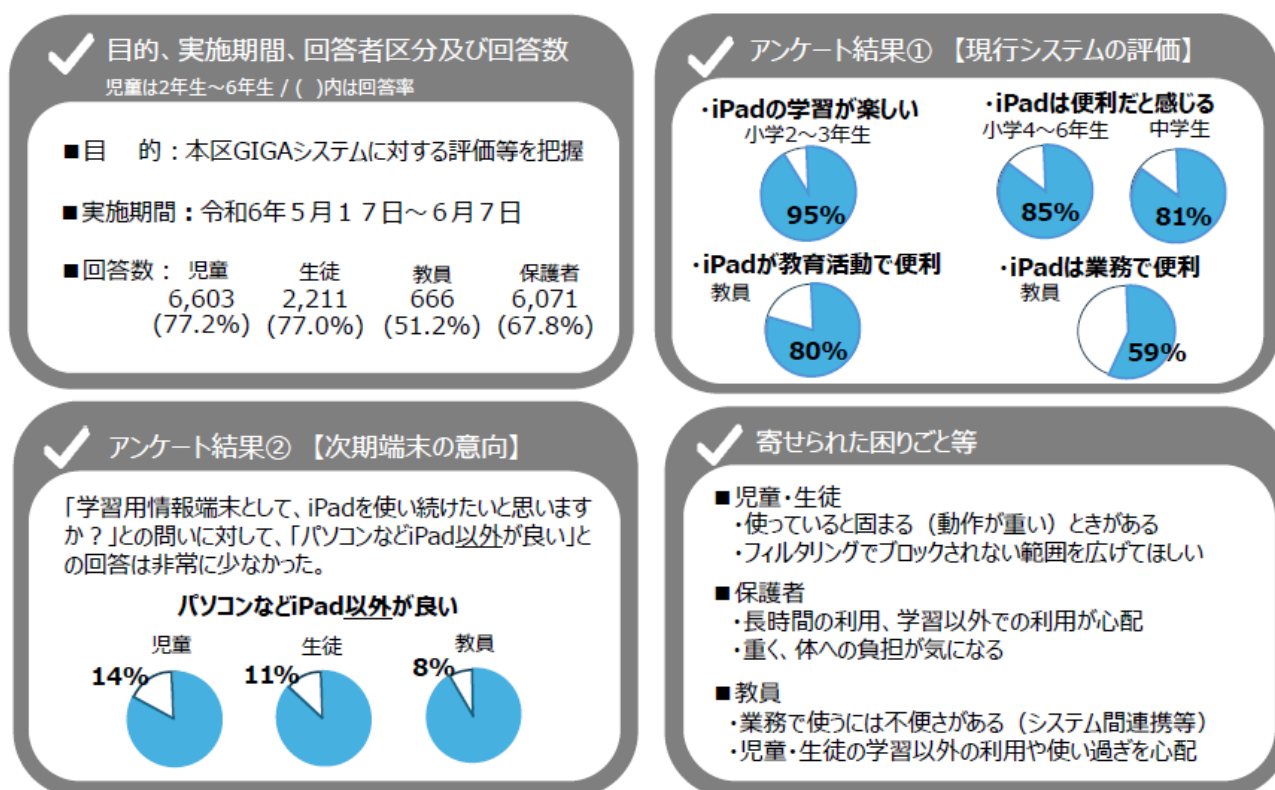 目的、実施期間、回答者区分及び回答数
児童は2年生～6年生 / ( )内は回答率
■目　的：本区GIGAシステムに対する評価等を把握
■実施期間：令和6年５月１７日～６月７日
■回答数： 児童 生徒 教員 保護者
6,603 2,211 666 6,071
(77.2%) (77.0%) (51.2%) (67.8%)
アンケート結果① 【現行システムの評価】
・iPadの学習が楽しい
小学2～3年生
95%
・iPadは便利だと感じる
小学4～6年生 中学生
85% 81%
・iPadが教育活動で便利
教員
80%
・iPadは業務で便利
教員
59%
アンケート結果② 【次期端末の意向】
「学習用情報端末として、iPadを使い続けたいと思います
か？」との問いに対して、「パソコンなどiPad以外が良い」と
の回答は非常に少なかった。
パソコンなどiPad以外が良い
児童 生徒 教員
14% 11% 8%
寄せられた困りごと等
■児童・生徒
・使っていると固まる（動作が重い）ときがある
・フィルタリングでブロックされない範囲を広げてほしい
■保護者
・長時間の利用、学習以外での利用が心配
・重く、体への負担が気になる
■教員
・業務で使うには不便さがある（システム間連携等）
・児童・生徒の学習以外の利用や使い過ぎを心配